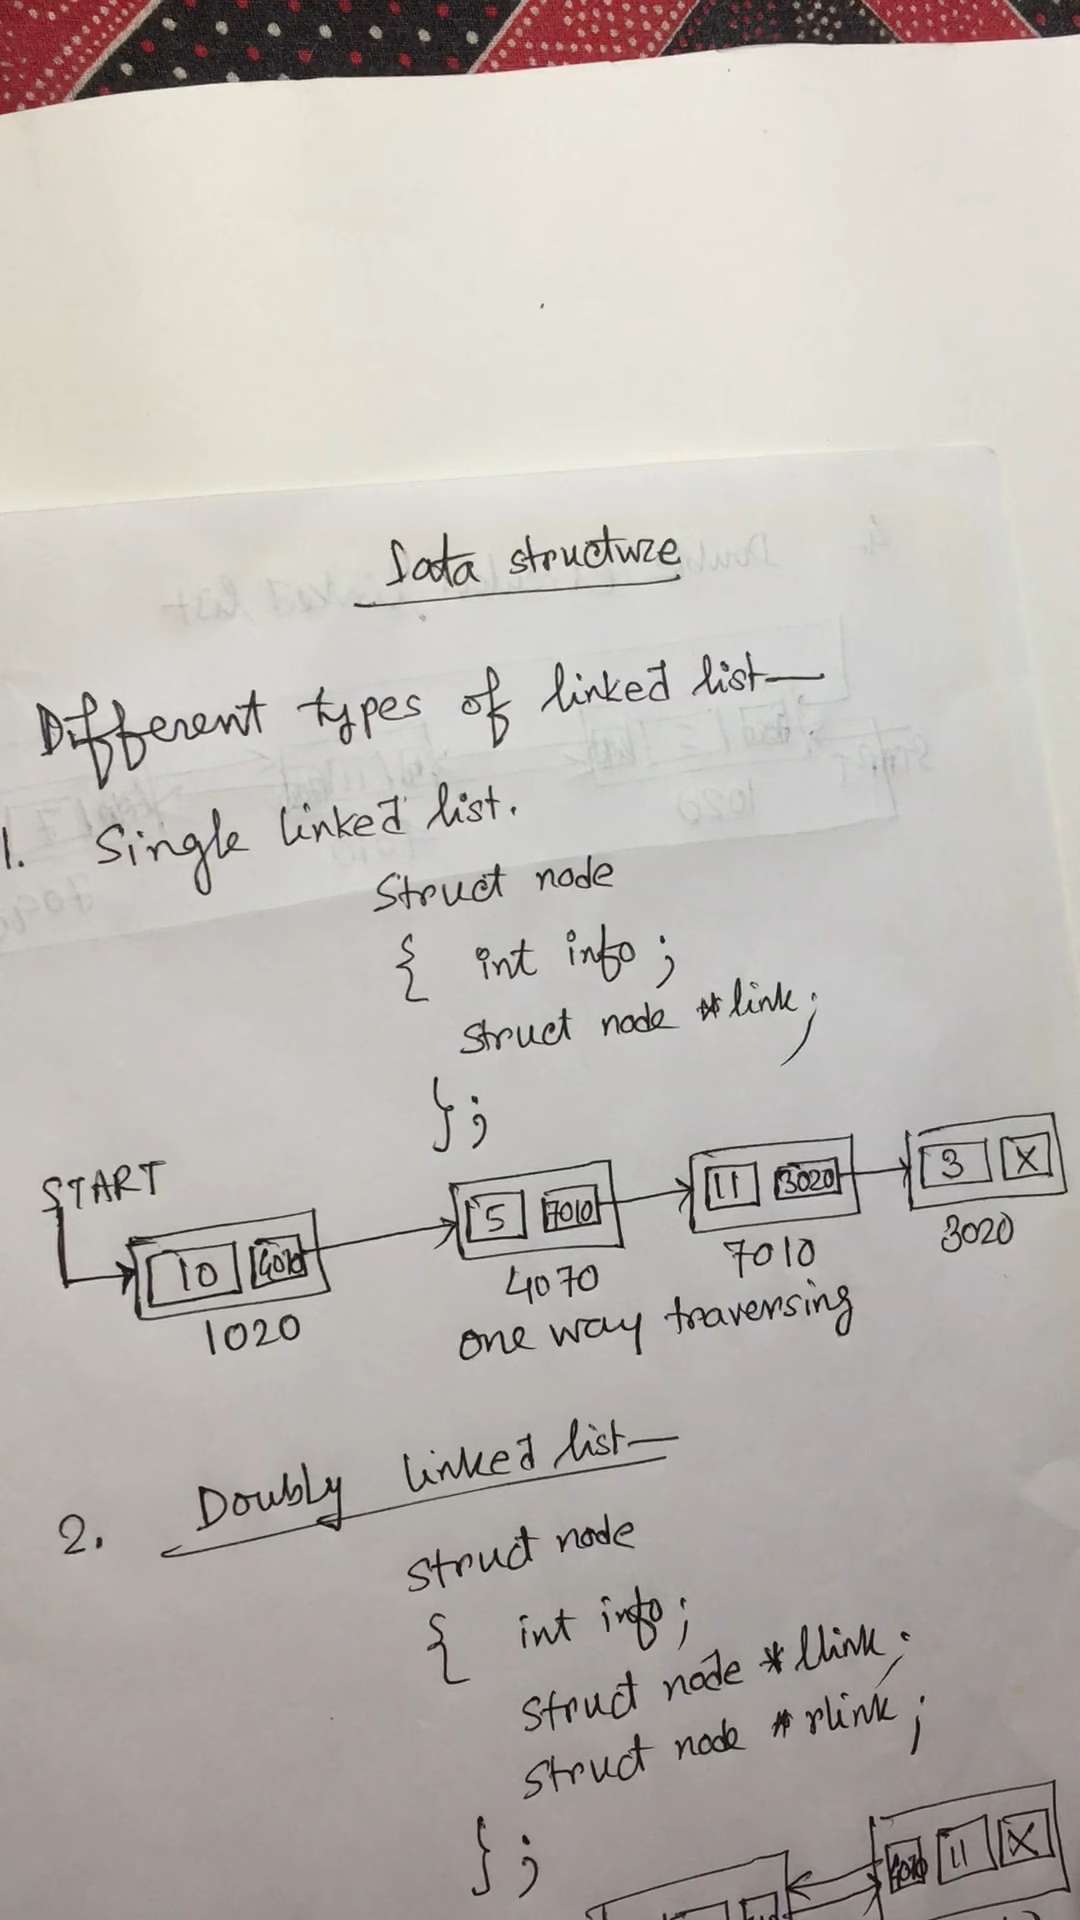 Data structure
Different types of linked list—
1. Single linked list.
Struct node
{ int info;
struct node *link;
};
START
10 4070
5 7010
11 3020
3 X
1020
4070
7010
3020
one way traversing
2. Doubly linked list—
struct node
{ int info;
struct node *llink;
struct node *rlink;
};
4070 11 X